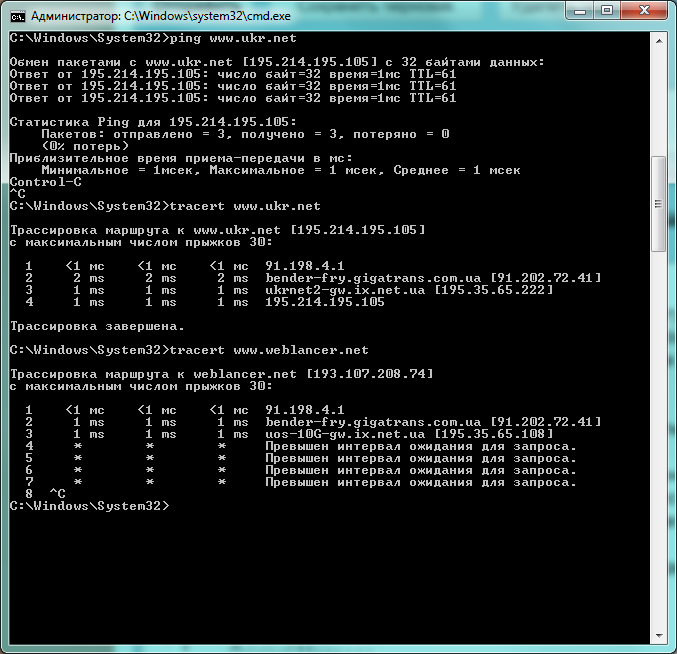 Администратор: C:\Windows\system32\cmd.exe
C:\Windows\System32>ping www.ukr.net
Обмен пакетами с www.ukr.net [195.214.195.105] с 32 байтами данных:
Ответ от 195.214.195.105: число байт=32 время=1мс TTL=61
Ответ от 195.214.195.105: число байт=32 время=1мс TTL=61
Ответ от 195.214.195.105: число байт=32 время=1мс TTL=61
Статистика Ping для 195.214.195.105:
Пакетов: отправлено = 3, получено = 3, потеряно = 0
(0% потерь)
Приблизительное время приема-передачи в мс:
Минимальное = 1мсек, Максимальное = 1 мсек, Среднее = 1 мсек
Control-C
^C
C:\Windows\System32>tracert www.ukr.net
Трассировка маршрута к www.ukr.net [195.214.195.105]
с максимальным числом прыжков 30:
1 <1 мс <1 мс <1 мс 91.198.4.1
2 2 ms 2 ms 2 ms bender-fry.gigatrans.com.ua [91.202.72.41]
3 1 ms 1 ms 1 ms ukrnet2-gw.ix.net.ua [195.35.65.222]
4 1 ms 1 ms 1 ms 195.214.195.105
Трассировка завершена.
C:\Windows\System32>tracert www.weblancer.net
Трассировка маршрута к weblancer.net [193.107.208.74]
с максимальным числом прыжков 30:
1 <1 мс <1 мс <1 мс 91.198.4.1
2 1 ms 1 ms 1 ms bender-fry.gigatrans.com.ua [91.202.72.41]
3 1 ms 1 ms 1 ms uos-10G-gw.ix.net.ua [195.35.65.108]
4 * * * Превышен интервал ожидания для запроса.
5 * * * Превышен интервал ожидания для запроса.
6 * * * Превышен интервал ожидания для запроса.
7 * * * Превышен интервал ожидания для запроса.
8 ^C
C:\Windows\System32>